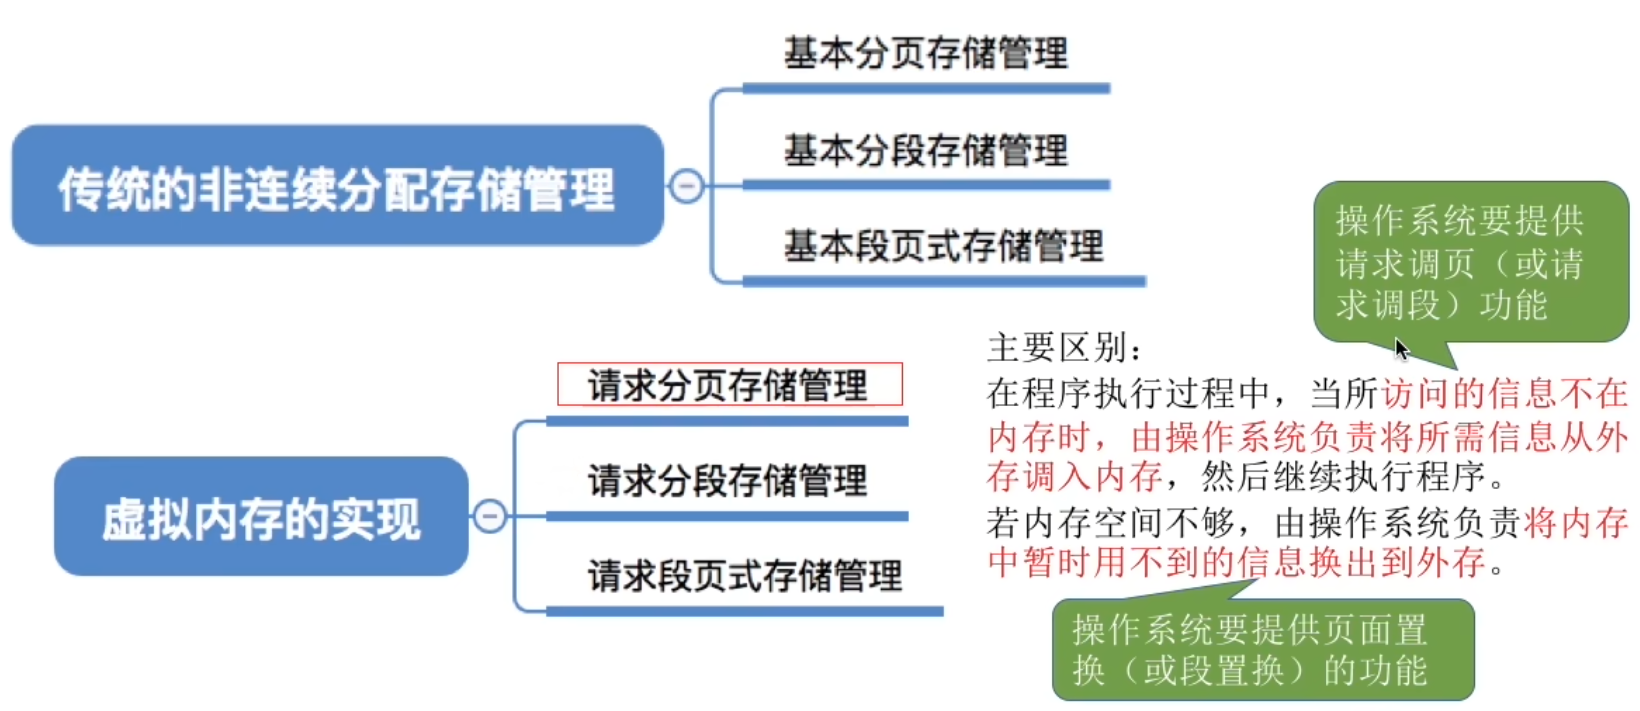 基本分页存储管理
传统的非连续分配存储管理
基本分段存储管理
基本段页式存储管理
操作系统要提供
请求调页（或请
求调段）功能
请求分页存储管理
虚拟内存的实现
请求分段存储管理
请求段页式存储管理
主要区别：
在程序执行过程中，当所访问的信息不在
内存时，由操作系统负责将所需信息从外
存调入内存，然后继续执行程序。
若内存空间不够，由操作系统负责将内存
中暂时用不到的信息换出到外存。
操作系统要提供页面置
换（或段置换）的功能